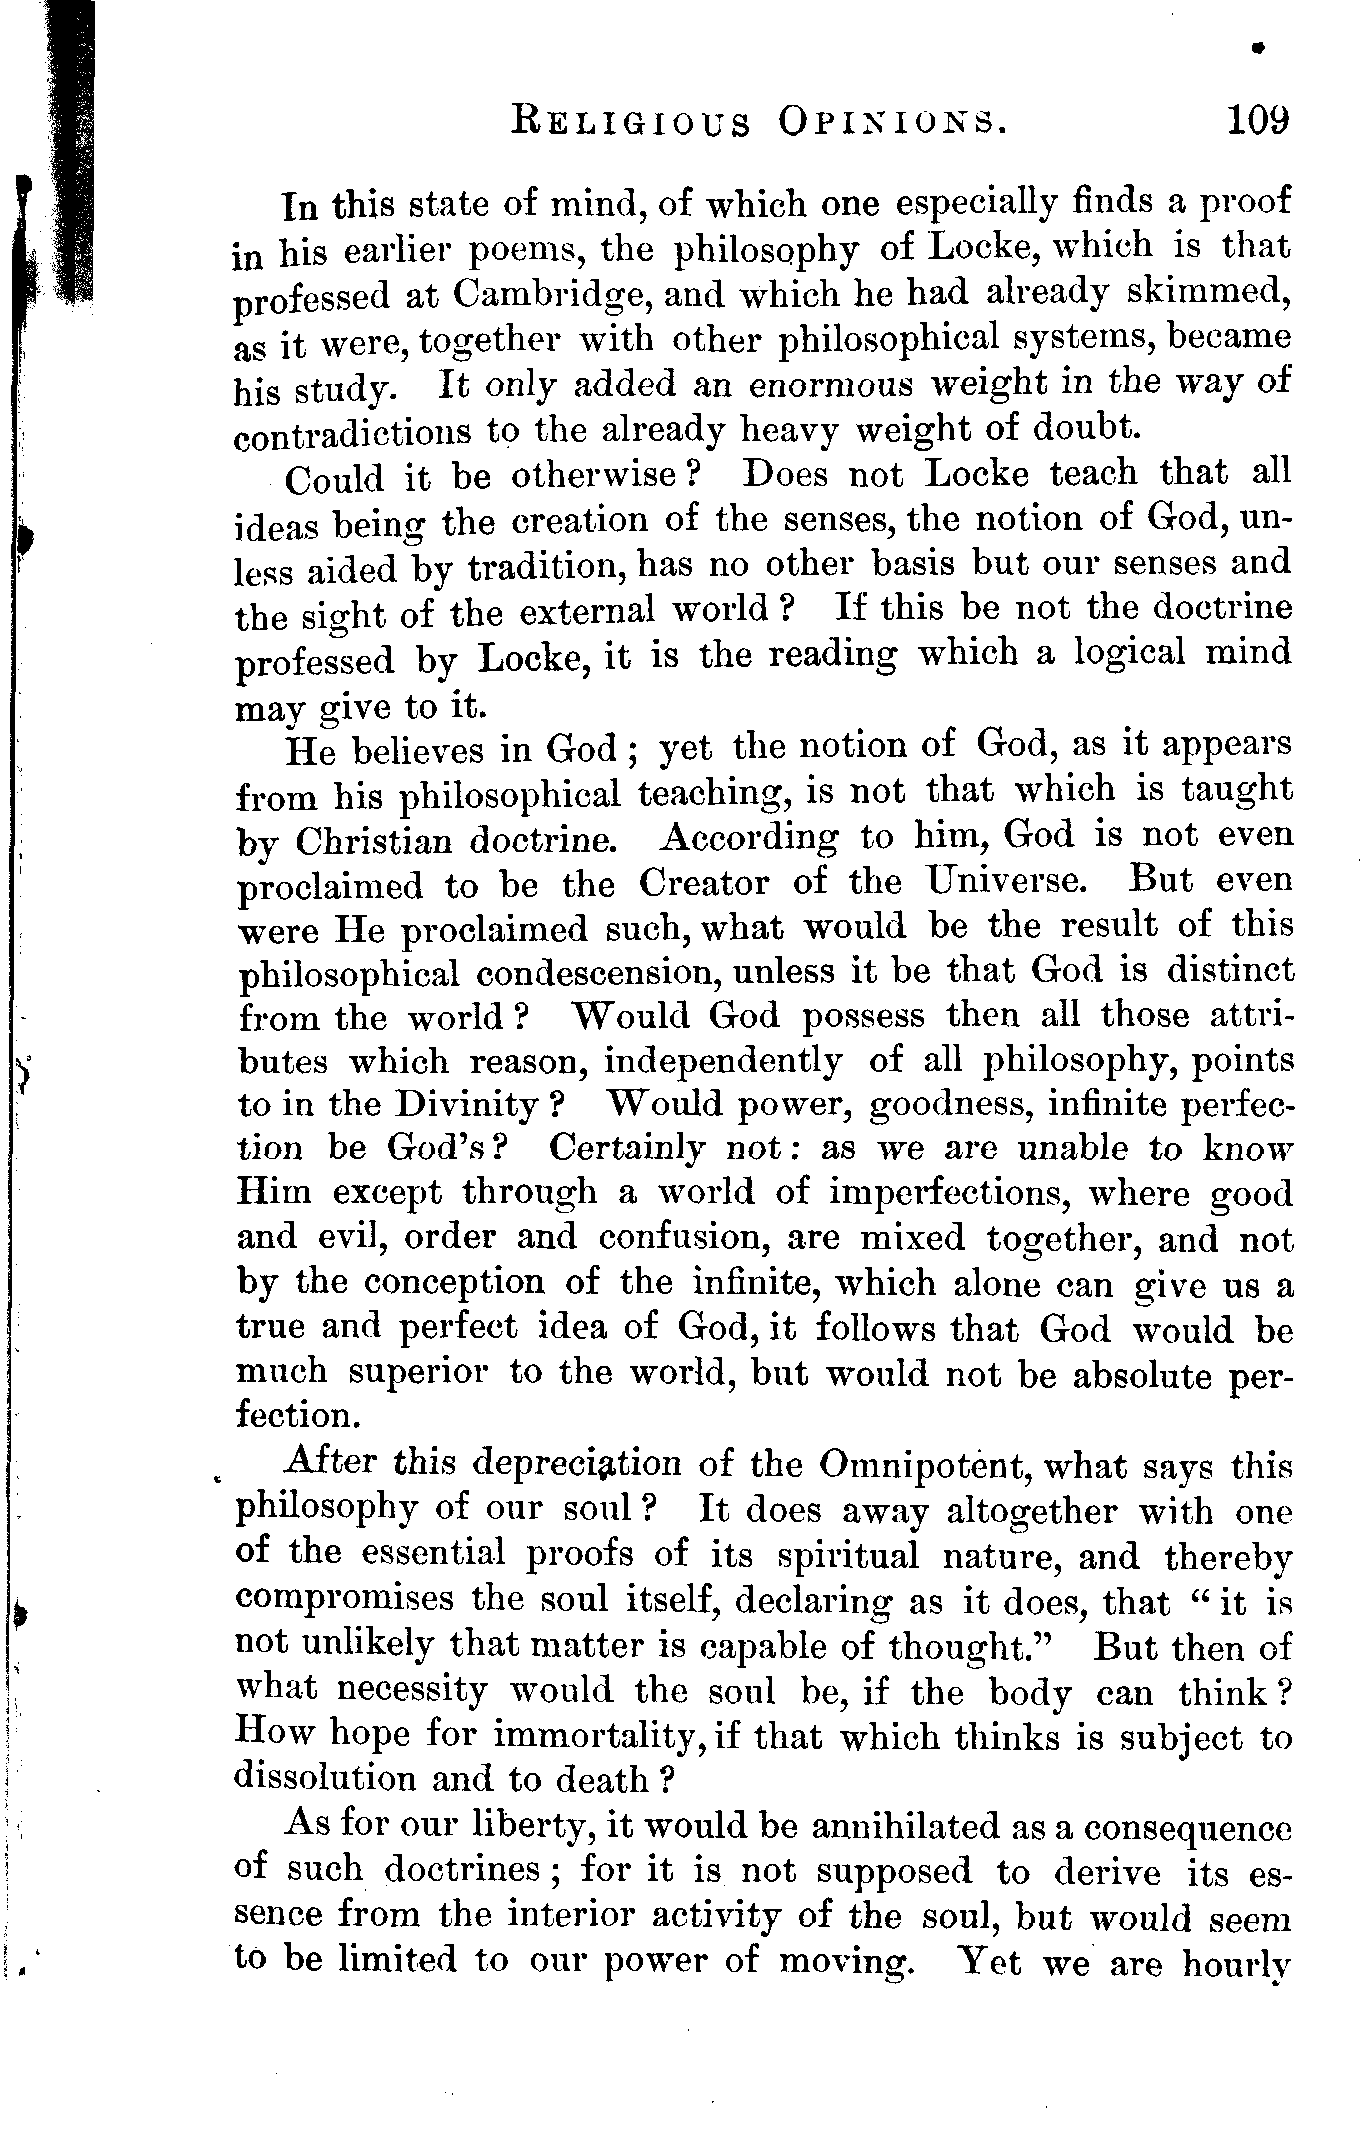 RELIGIOUS OPINIONS. 109
In this state of mind, of which one especially finds a proof
in his earlier poems, the philosophy of Locke, which is that
professed at Cambridge, and which he had already skimmed,
as it were, together with other philosophical systems, became
his study. It only added an enormous weight in the way of
contradictions to the already heavy weight of doubt.
Could it be otherwise? Does not Locke teach that all
ideas being the creation of the senses, the notion of God, un-
less aided by tradition, has no other basis but our senses and
the sight of the external world? If this be not the doctrine
professed by Locke, it is the reading which a logical mind
may give to it.
He believes in God; yet the notion of God, as it appears
from his philosophical teaching, is not that which is taught
by Christian doctrine. According to him, God is not even
proclaimed to be the Creator of the Universe. But even
were He proclaimed such, what would be the result of this
philosophical condescension, unless it be that God is distinct
from the world? Would God possess then all those attri-
butes which reason, independently of all philosophy, points
to in the Divinity? Would power, goodness, infinite perfec-
tion be God's? Certainly not: as we are unable to know
Him except through a world of imperfections, where good
and evil, order and confusion, are mixed together, and not
by the conception of the infinite, which alone can give us a
true and perfect idea of God, it follows that God would be
much superior to the world, but would not be absolute per-
fection.
After this depreciation of the Omnipotent, what says this
philosophy of our soul? It does away altogether with one
of the essential proofs of its spiritual nature, and thereby
compromises the soul itself, declaring as it does, that "it is
not unlikely that matter is capable of thought." But then of
what necessity would the soul be, if the body can think?
How hope for immortality, if that which thinks is subject to
dissolution and to death?
As for our liberty, it would be annihilated as a consequence
of such doctrines; for it is not supposed to derive its es-
sence from the interior activity of the soul, but would seem
to be limited to our power of moving. Yet we are hourly